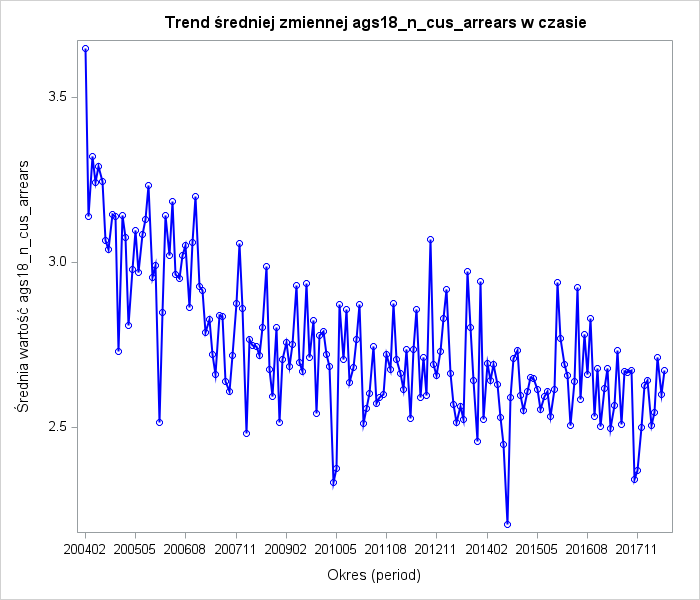 Trend średniej zmiennej ags18_n_cus_arrears w czasie
Średnia wartość ags18_n_cus_arrears
3.5
3.0
2.5
200402 200505 200608 200711 200902 201005 201108 201211 201402 201505 201608 201711
Okres (period)